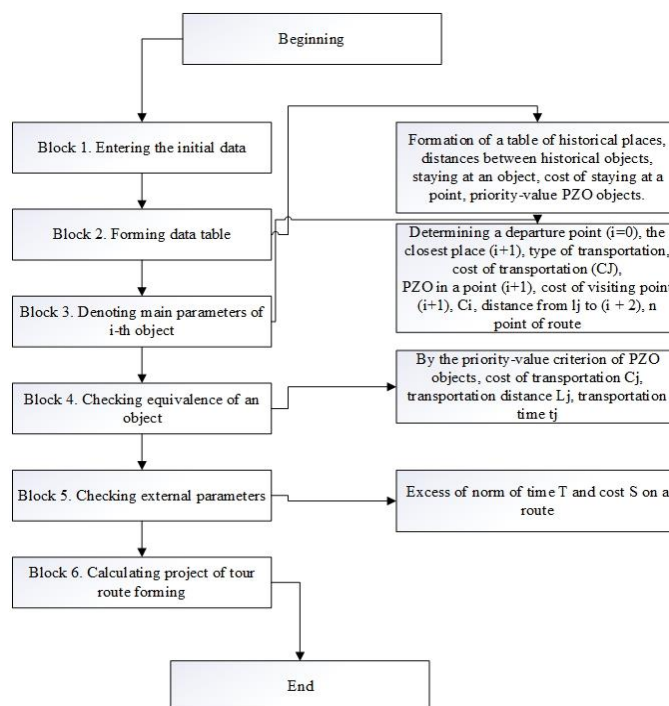 Beginning
Block 1. Entering the initial data
Formation of a table of historical places,
distances between historical objects,
staying at an object, cost of staying at a
point, priority-value PZO objects.
Block 2. Forming data table
Determining a departure point (i=0), the
closest place (i+1), type of transportation,
cost of transportation (CJ),
PZO in a point (i+1), cost of visiting point
(i+1), Ci, distance from lj to (i + 2), n
point of route
Block 3. Denoting main parameters of
i-th object
By the priority-value criterion of PZO
objects, cost of transportation Cj,
transportation distance Lj, transportation
time tj
Block 4. Checking equivalence of an
object
Block 5. Checking external parameters
Excess of norm of time T and cost S on a
route
Block 6. Calculating project of tour
route forming
End